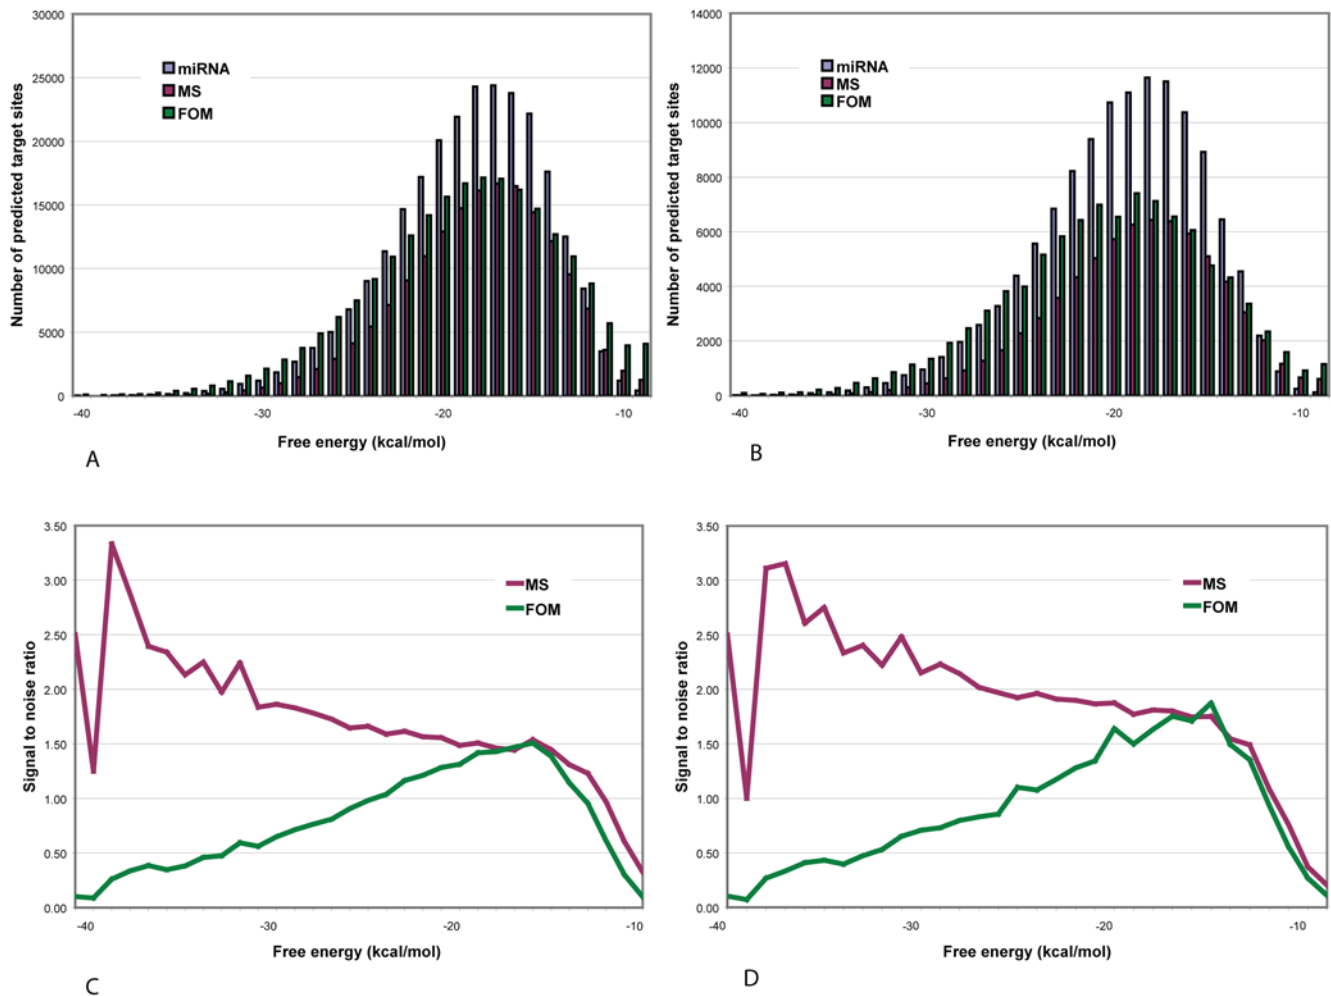 30000
25000
20000
15000
10000
5000
0
Number of predicted target sites
miRNA
MS
FOM
-40
-30
-20
-10
Free energy (kcal/mol)
A
14000
12000
10000
8000
6000
4000
2000
0
Number of predicted target sites
miRNA
MS
FOM
-40
-30
-20
-10
Free energy (kcal/mol)
B
3.50
3.00
2.50
2.00
1.50
1.00
0.50
0.00
Signal to noise ratio
MS
FOM
-40
-30
-20
-10
Free energy (kcal/mol)
C
3.50
3.00
2.50
2.00
1.50
1.00
0.50
0.00
Signal to noise ratio
MS
FOM
-40
-30
-20
-10
Free energy (kcal/mol)
D